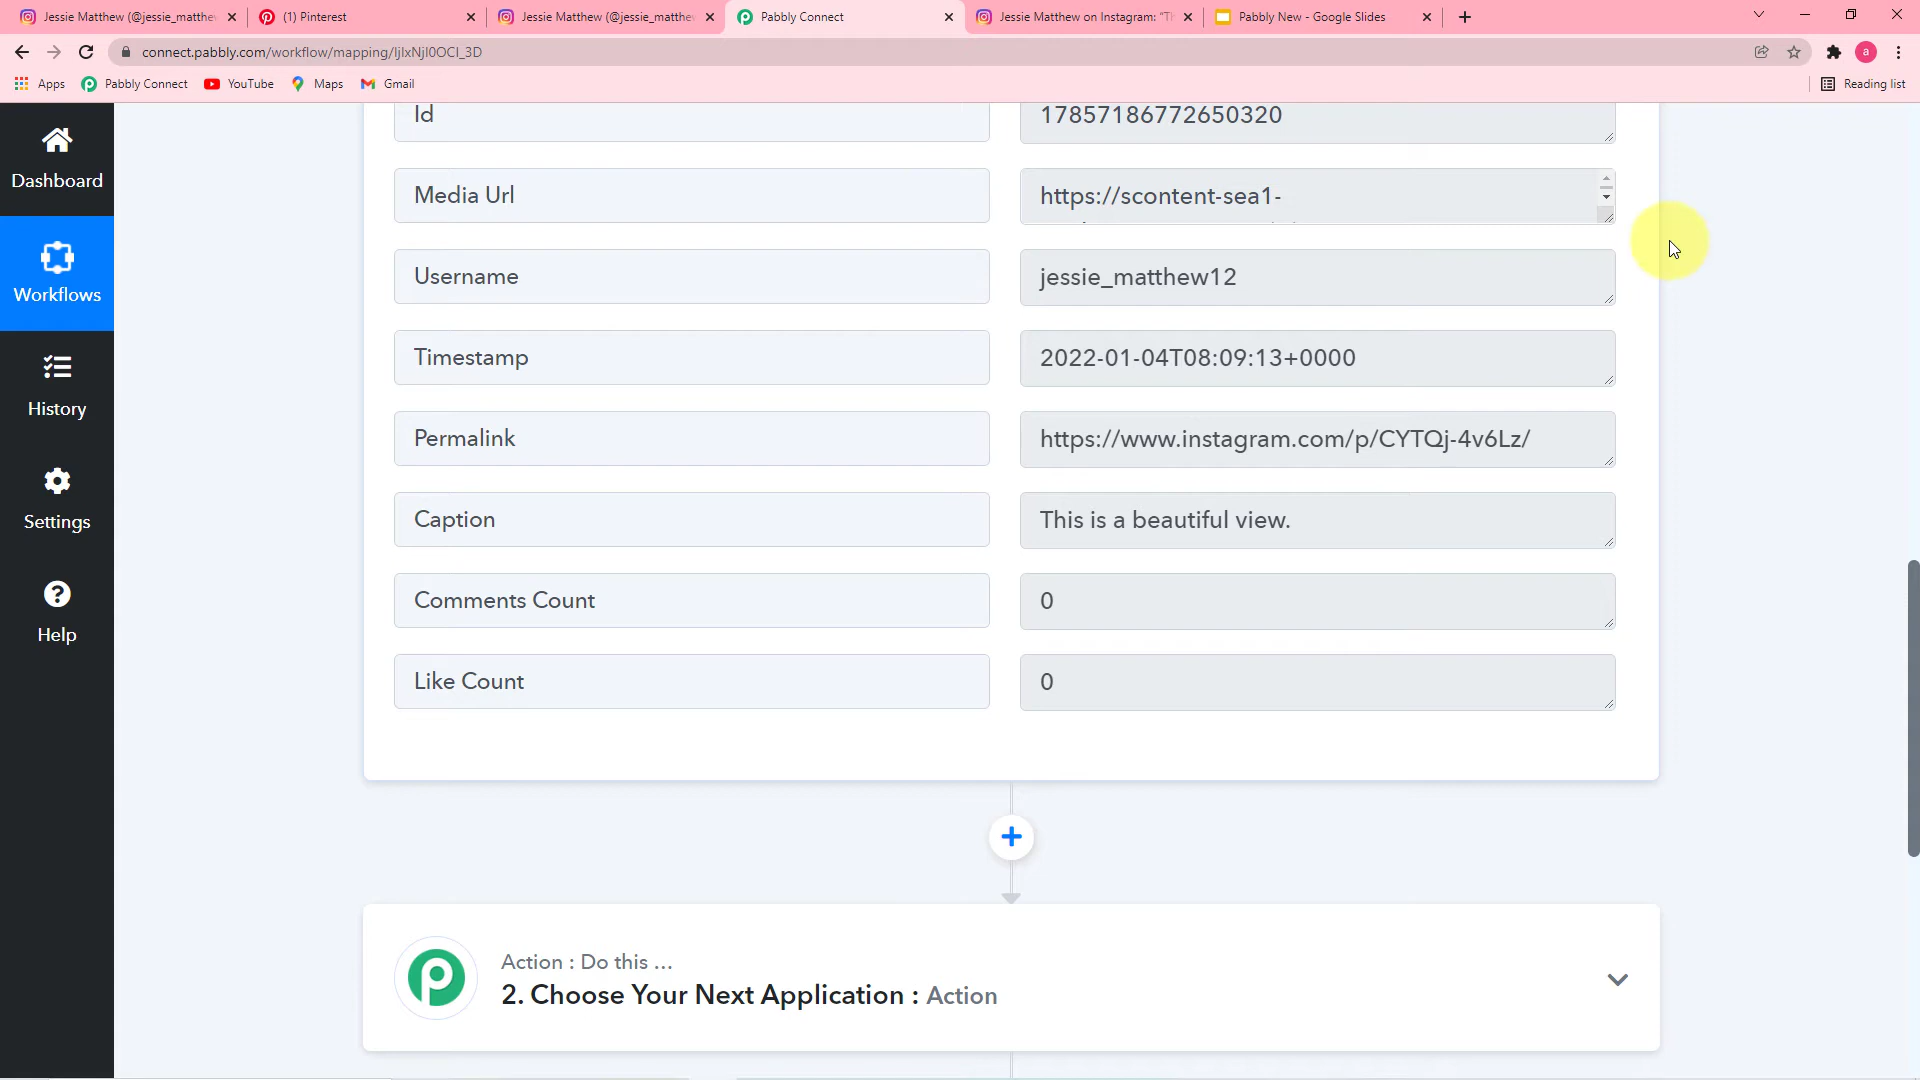 Jessie Matthew (@jessie_matthe
(1) Pinterest
Jessie Matthew (@jessie_matthe
Pabbly Connect
Jessie Matthew on Instagram: "Th
Pabbly New - Google Slides
connect.pabbly.com/workflow/mapping/IjIxNjI0OCI_3D
a
Apps
Pabbly Connect
YouTube
Maps
Gmail
Reading list
Dashboard
Workflows
History
Settings
Help
Id
17857186772650320
Media Url
https://scontent-sea1-
Username
jessie_matthew12
Timestamp
2022-01-04T08:09:13+0000
Permalink
https://www.instagram.com/p/CYTQj-4v6Lz/
Caption
This is a beautiful view.
Comments Count
0
Like Count
0
Action : Do this ...
2. Choose Your Next Application : Action